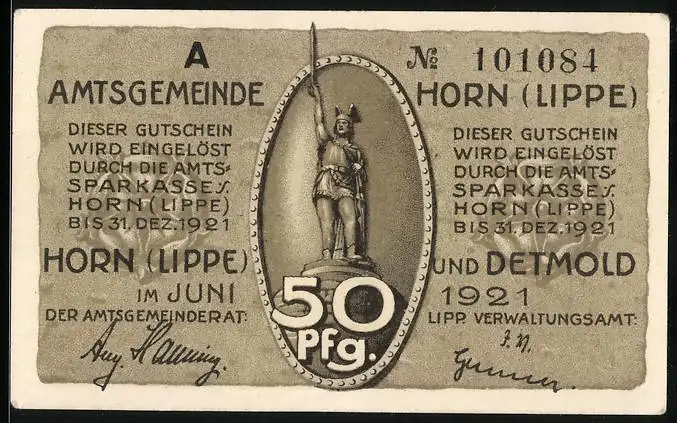 A
№ 101084
AMTSGEMEINDE HORN (LIPPE)
DIESER GUTSCHEIN
WIRD EINGELÖST
DURCH DIE AMTS-
SPARKASSE z.
HORN (LIPPE)
BIS 31. DEZ. 1921
DIESER GUTSCHEIN
WIRD EINGELÖST
DURCH DIE AMTS-
SPARKASSE z.
HORN (LIPPE)
BIS 31. DEZ. 1921
HORN (LIPPE) UND DETMOLD
IM JUNI 1921
DER AMTSGEMEINDERAT:
LIPP. VERWALTUNGSAMT:
50
Pfg.